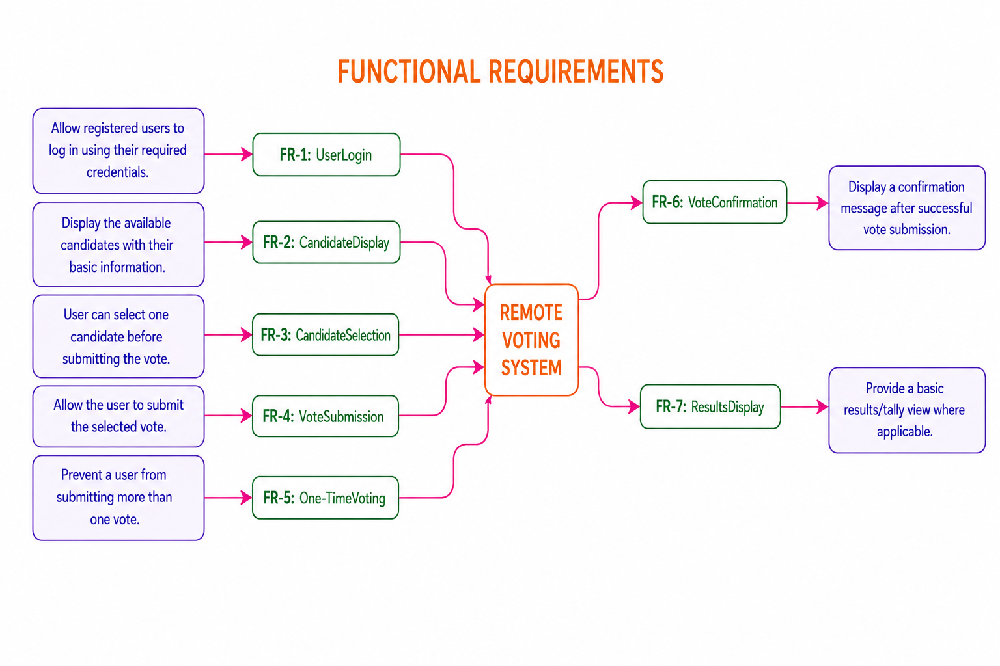 FUNCTIONAL REQUIREMENTS
Allow registered users to
log in using their required
credentials.
FR-1: UserLogin
Display the available
candidates with their
basic information.
FR-2: CandidateDisplay
User can select one
candidate before
submitting the vote.
FR-3: CandidateSelection
Allow the user to submit
the selected vote.
FR-4: VoteSubmission
Prevent a user from
submitting more than
one vote.
FR-5: One-TimeVoting
REMOTE
VOTING
SYSTEM
FR-6: VoteConfirmation
Display a confirmation
message after successful
vote submission.
FR-7: ResultsDisplay
Provide a basic
results/tally view where
applicable.